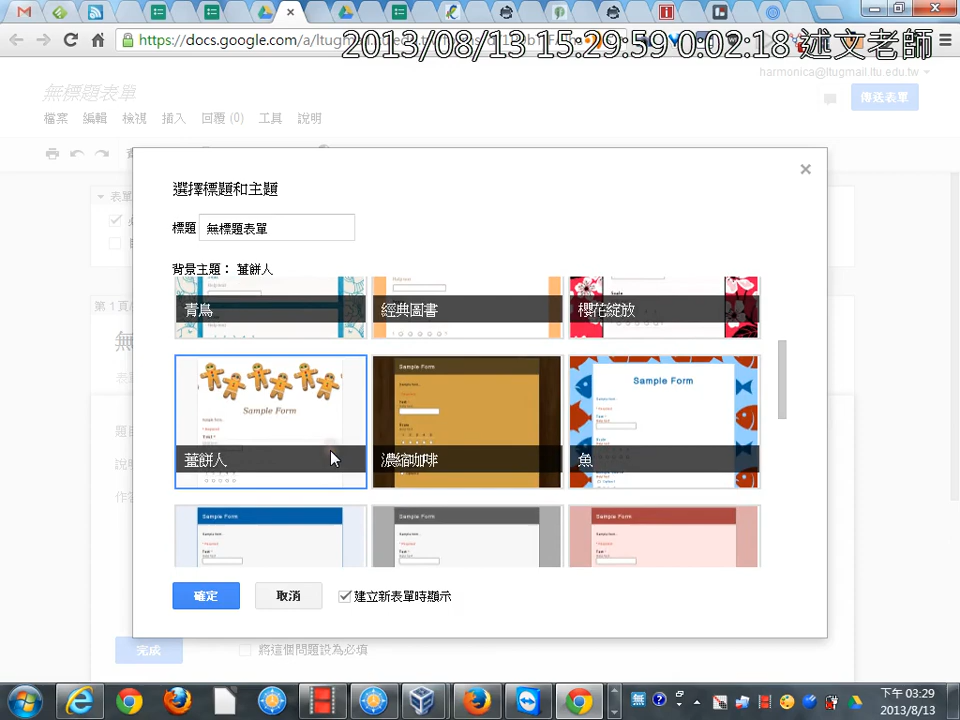 https://docs.google.com/a/ltug
2013/08/13 15:29:59 0:02:18 述文老師
harmonica@ltugmail.ltu.edu.tw
無標題表單
傳送表單
檔案 編輯 檢視 插入 回覆 (0) 工具 說明
選擇標題和主題
標題 無標題表單
背景主題： 薑餅人
青鳥 經典圖書 櫻花綻放
Sample Form Sample Form Sample Form
薑餅人 濃縮咖啡 魚
Sample Form Sample Form Sample Form
確定 取消 建立新表單時顯示
完成 將這個問題設為必填
下午 03:29
2013/8/13